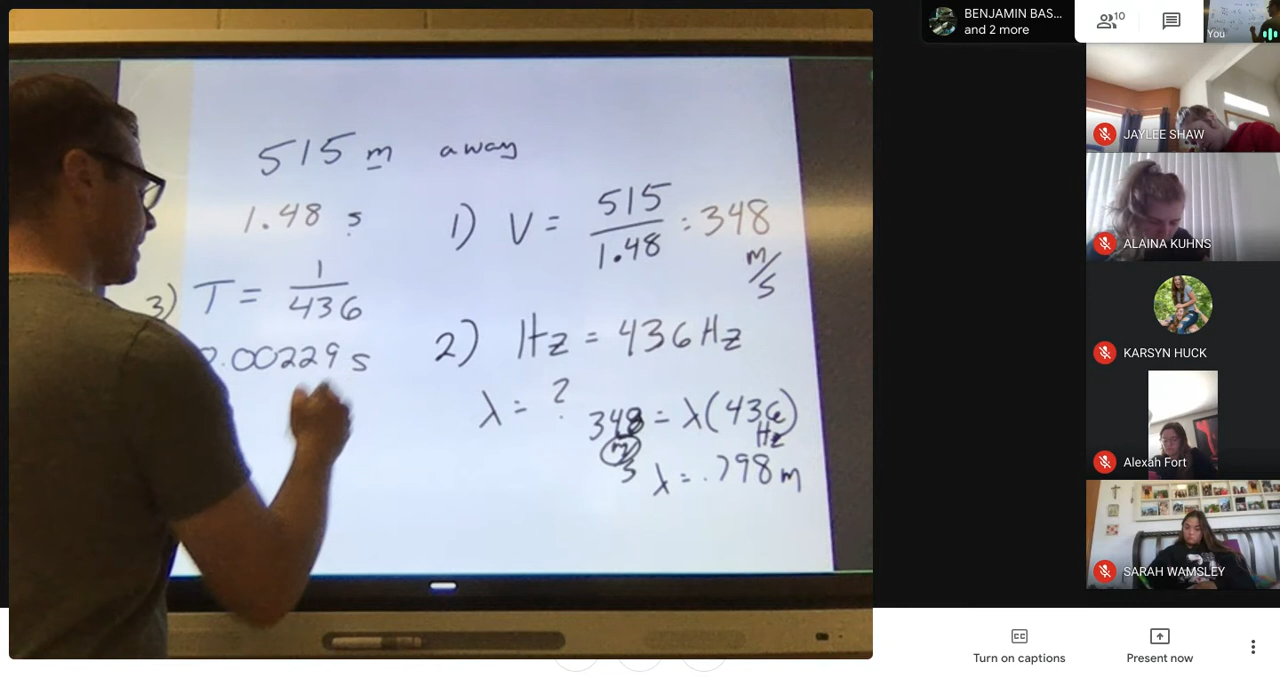 515 m away
1.48 s
1) V = 515/1.48 = 348 m/s
3) T = 1/436
0.00229 s
2) Hz = 436 Hz
λ = ?
348 m/s = λ(436 Hz)
λ = .798 m
BENJAMIN BAS...
and 2 more
10
You
JAYLEE SHAW
ALAINA KUHNS
KARSYN HUCK
Alexah Fort
SARAH WAMSLEY
CC
Turn on captions
Present now